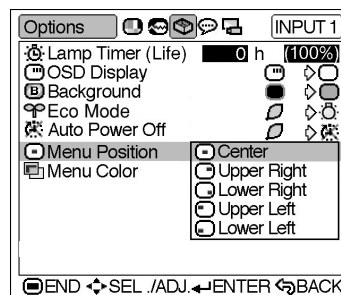 Options INPUT 1
Lamp Timer (Life) 0 h (100%)
OSD Display
B Background
Eco Mode
Auto Power Off
Menu Position Center
Menu Color Upper Right
Lower Right
Upper Left
Lower Left
END SEL ./ADJ. ENTER BACK